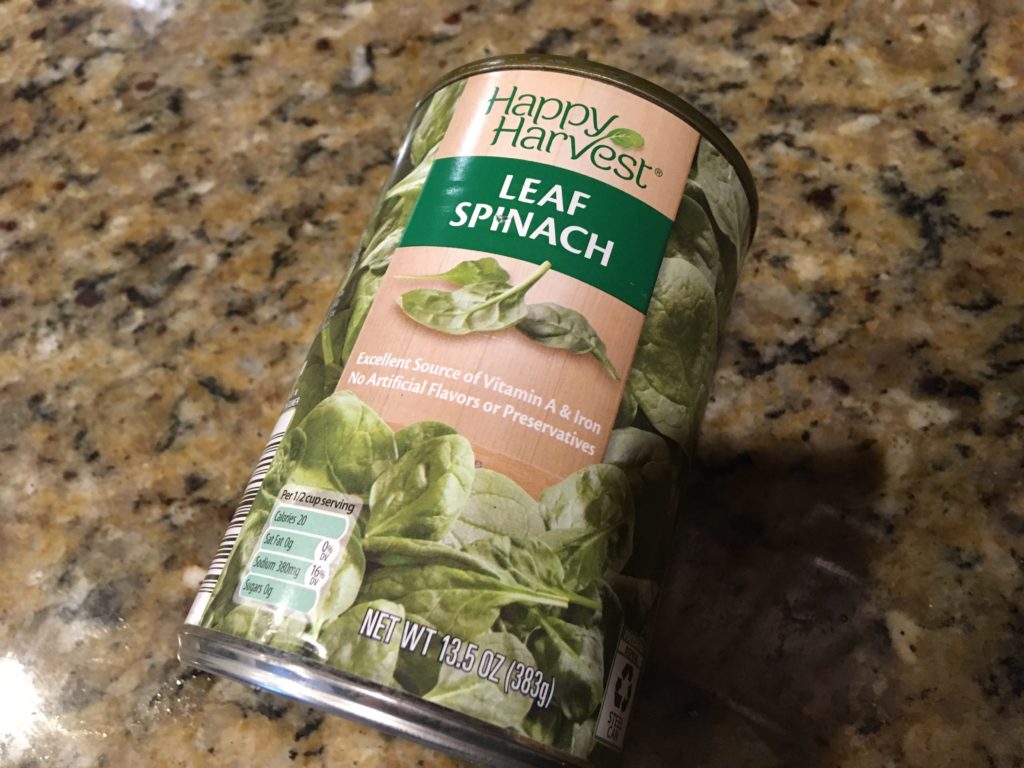 Happy
Harvest®
LEAF
SPINACH
Excellent Source of Vitamin A & Iron
No Artificial Flavors or Preservatives
Per 1/2 cup serving
Calories 20
Sat Fat 0g 0% DV
Sodium 380mg 16% DV
Sugars 0g
NET WT 13.5 OZ (383g)